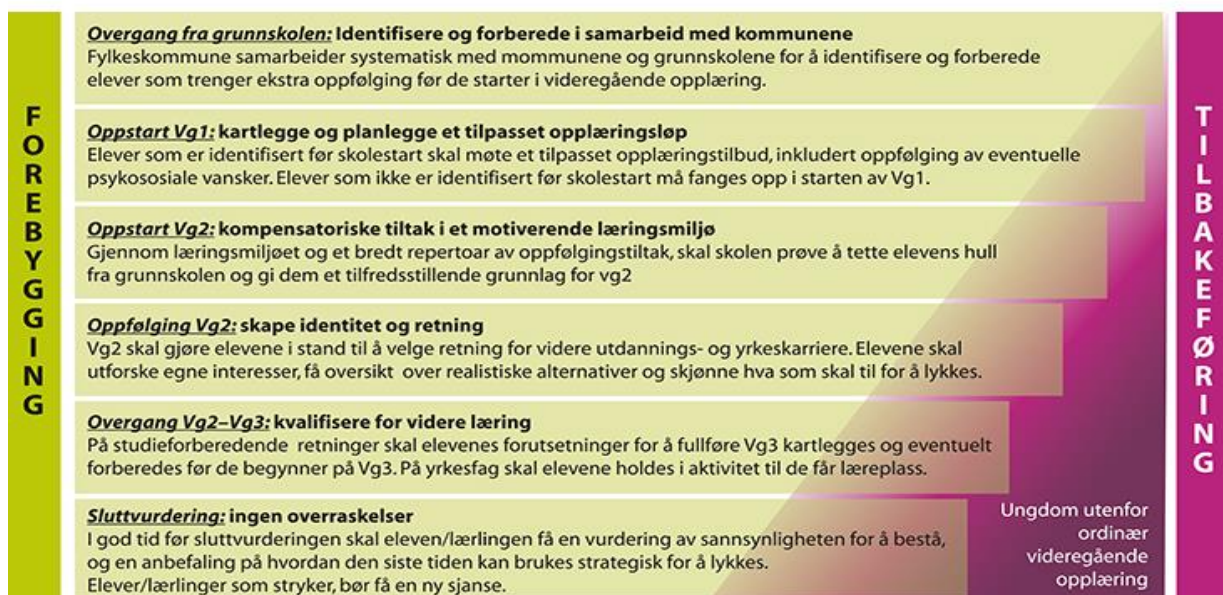 FOREBYGGING
Overgang fra grunnskolen: Identifisere og forberede i samarbeid med kommunene
Fylkeskommune samarbeider systematisk med mommunene og grunnskolene for å identifisere og forberede
elever som trenger ekstra oppfølging før de starter i videregående opplæring.
Oppstart Vg1: kartlegge og planlegge et tilpasset opplæringsløp
Elever som er identifisert før skolestart skal møte et tilpasset opplæringstilbud, inkludert oppfølging av eventuelle
psykososiale vansker. Elever som ikke er identifisert før skolestart må fanges opp i starten av Vg1.
Oppstart Vg2: kompensatoriske tiltak i et motiverende læringsmiljø
Gjennom læringsmiljøet og et bredt repertoar av oppfølgingstiltak, skal skolen prøve å tette elevens hull
fra grunnskolen og gi dem et tilfredsstillende grunnlag for vg2
Oppfølging Vg2: skape identitet og retning
Vg2 skal gjøre elevene i stand til å velge retning for videre utdannings- og yrkeskarriere. Elevene skal
utforske egne interesser, få oversikt over realistiske alternativer og skjønne hva som skal til for å lykkes.
Overgang Vg2–Vg3: kvalifisere for videre læring
På studieforberedende retninger skal elevenes forutsetninger for å fullføre Vg3 kartlegges og eventuelt
forberedes før de begynner på Vg3. På yrkesfag skal elevene holdes i aktivitet til de får læreplass.
Sluttvurdering: ingen overraskelser
I god tid før sluttvurderingen skal eleven/lærlingen få en vurdering av sannsynligheten for å bestå,
og en anbefaling på hvordan den siste tiden kan brukes strategisk for å lykkes.
Elever/lærlinger som stryker, bør få en ny sjanse.
Ungdom utenfor
ordinær
videregående
opplæring
TILBAKEFØRING